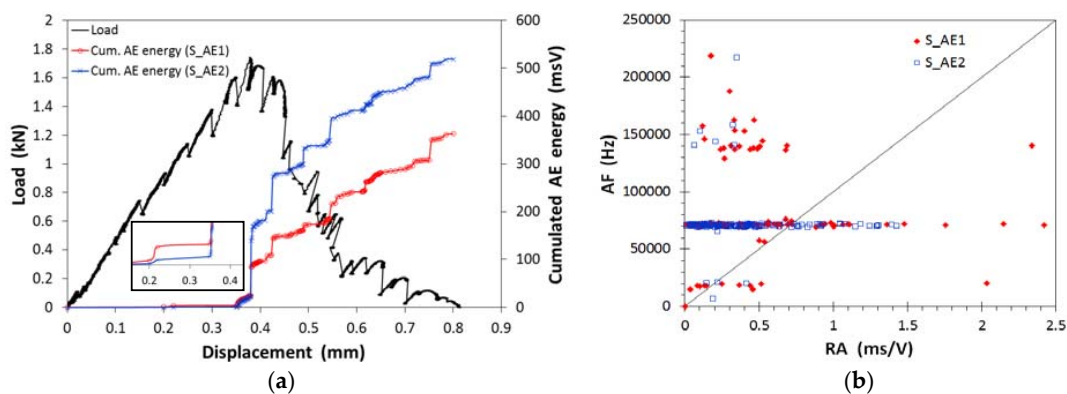 2
1.8
1.6
1.4
1.2
1
0.8
0.6
0.4
0.2
0
Load (kN)
Load
Cum. AE energy (S_AE1)
Cum. AE energy (S_AE2)
0.2 0.3 0.4
600
500
400
300
200
100
0
Cumulated AE energy (msV)
0 0.1 0.2 0.3 0.4 0.5 0.6 0.7 0.8 0.9
Displacement (mm)
(a)
250000
200000
150000
100000
50000
0
AF (Hz)
S_AE1
S_AE2
0 0.5 1 1.5 2 2.5
RA (ms/V)
(b)